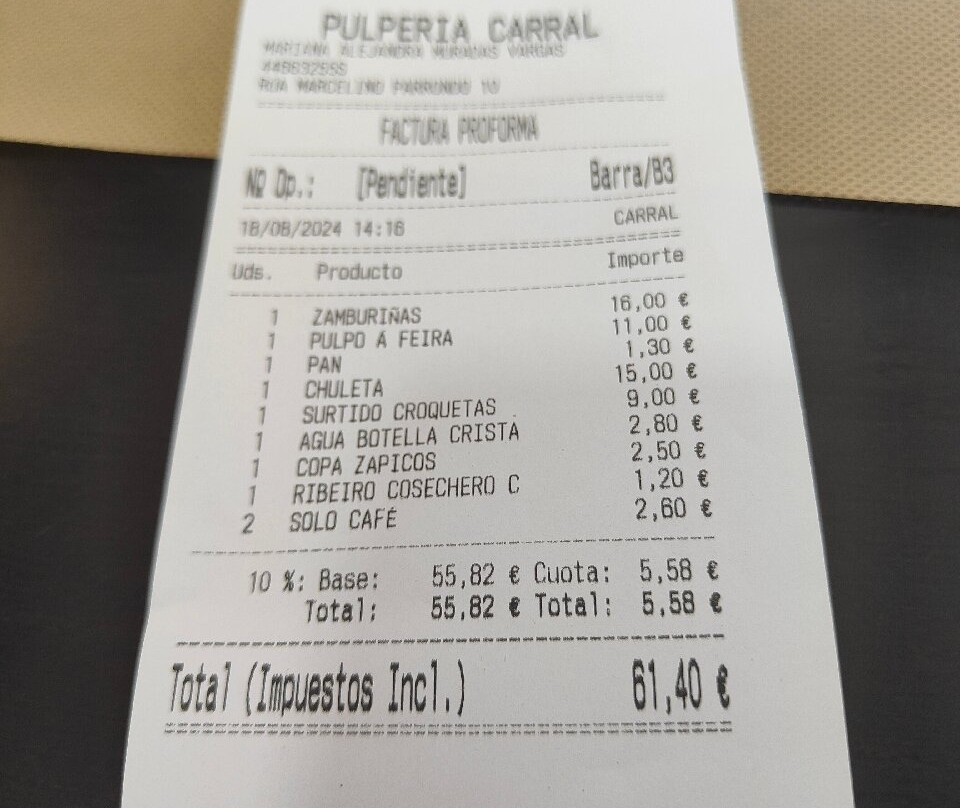 PULPERIA CARRAL
MARIANA ALEJANDRA VARGAS
RUA MARCELINO PARRONDO 10
FACTURA PROFORMA
Nº Op.: [Pendiente] Barra/B3
18/08/2024 14:16 CARRAL
Uds. Producto Importe
1 ZAMBURIÑAS 16,00 €
1 PULPO Á FEIRA 11,00 €
1 PAN 1,30 €
1 CHULETA 15,00 €
1 SURTIDO CROQUETAS 9,00 €
1 AGUA BOTELLA CRISTA 2,80 €
1 COPA ZAPICOS 2,50 €
1 RIBEIRO COSECHERO C 1,20 €
2 SOLO CAFÉ 2,60 €
10 %: Base: 55,82 € Cuota: 5,58 €
Total: 55,82 € Total: 5,58 €
Total (Impuestos Incl.) 61,40 €